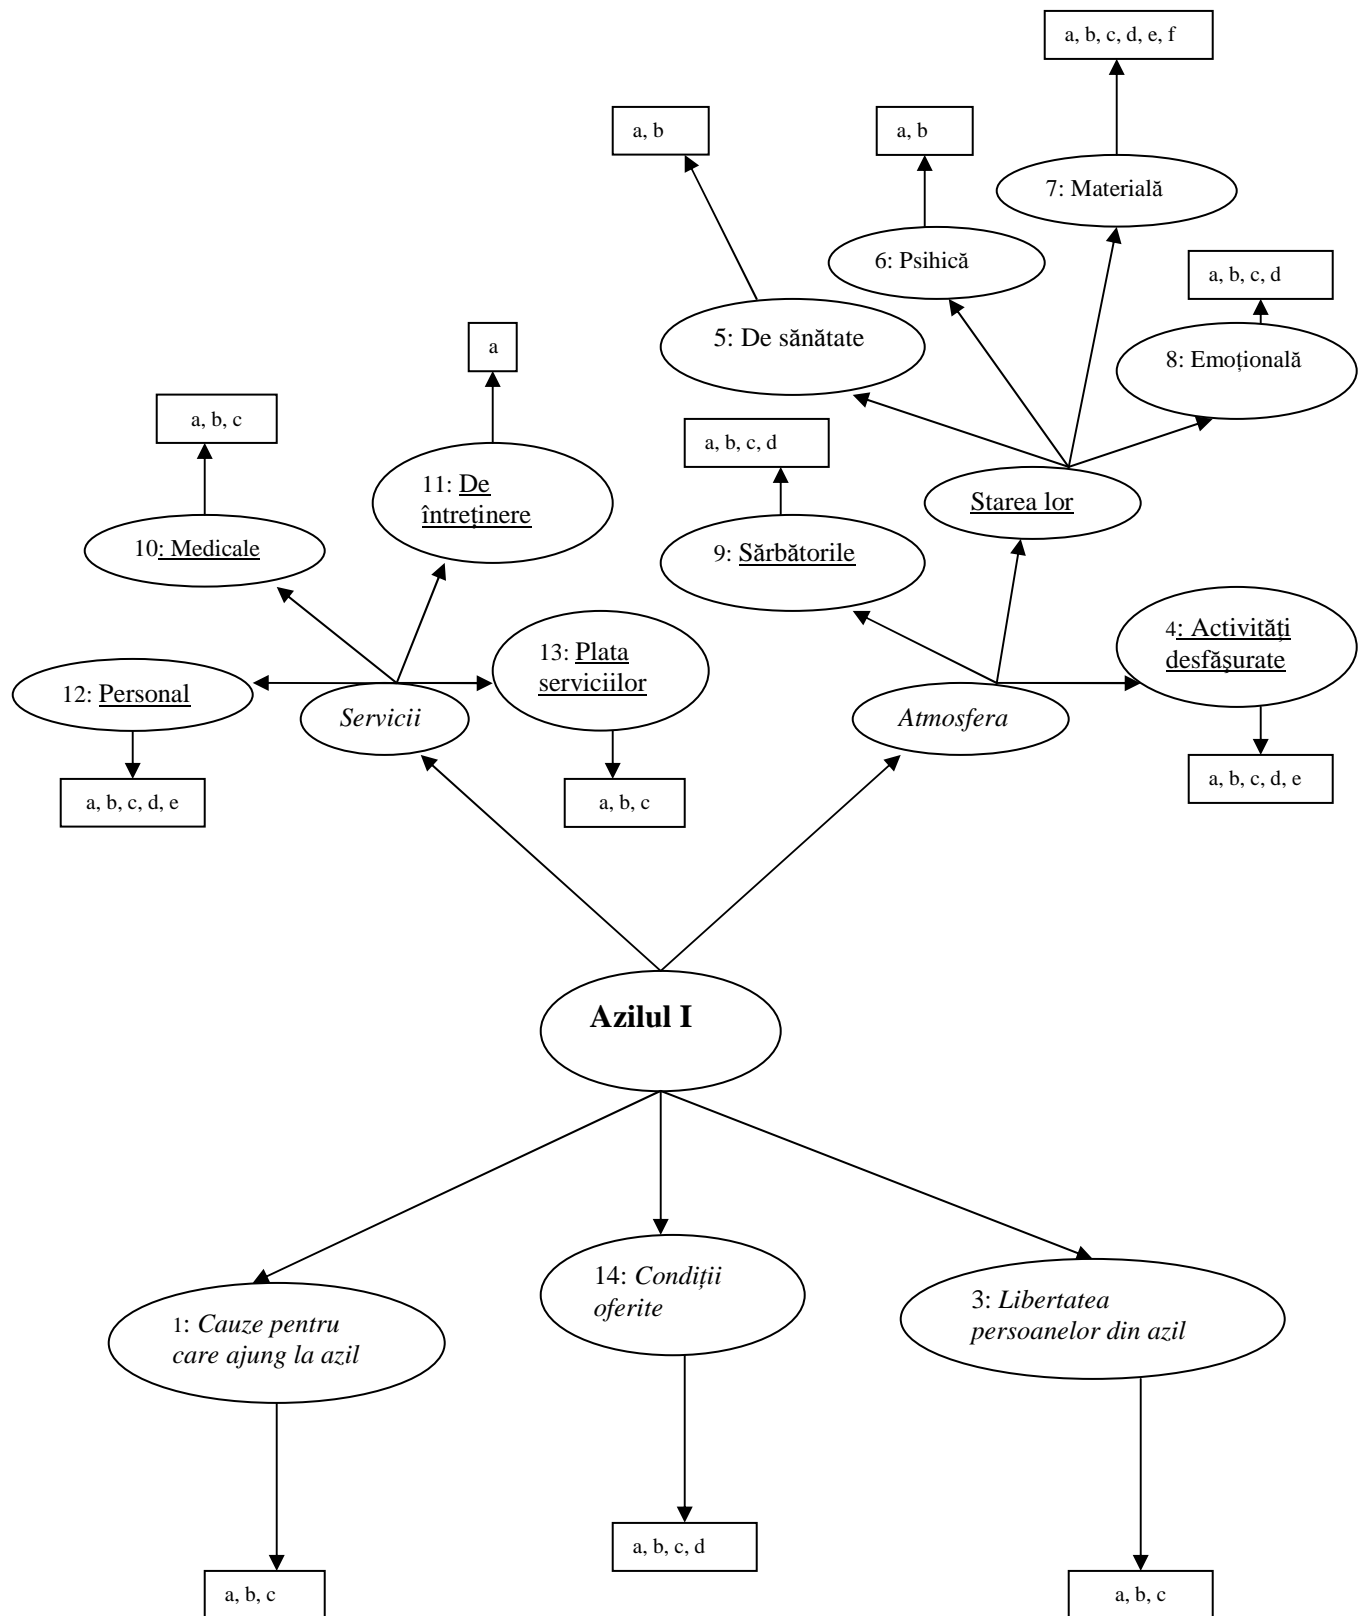 a, b, c, d, e, f
a, b
a, b
7: Materială
6: Psihică
a, b, c, d
5: De sănătate
a
8: Emoțională
a, b, c
a, b, c, d
11: De
întreținere
Starea lor
10: Medicale
9: Sărbătorile
4: Activități
desfășurate
13: Plata
serviciilor
12: Personal
Servicii
Atmosfera
a, b, c, d, e
a, b, c
a, b, c, d, e
Azilul I
14: Condiții
oferite
1: Cauze pentru
care ajung la azil
3: Libertatea
persoanelor din azil
a, b, c, d
a, b, c
a, b, c